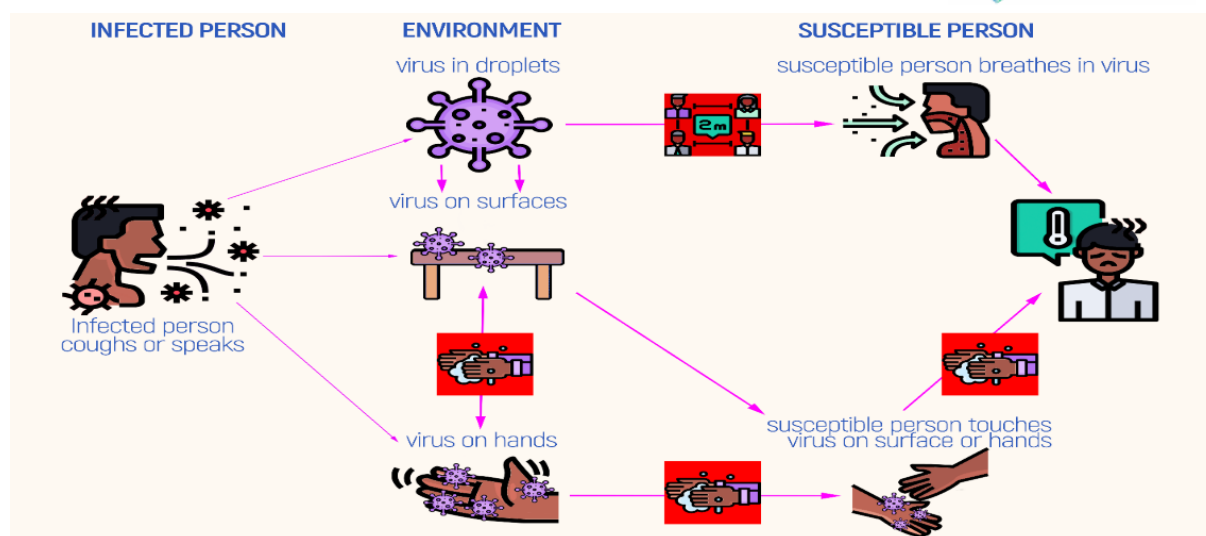 INFECTED PERSON
ENVIRONMENT
SUSCEPTIBLE PERSON
virus in droplets
susceptible person breathes in virus
2m
virus on surfaces
Infected person
coughs or speaks
virus on hands
susceptible person touches
virus on surface or hands